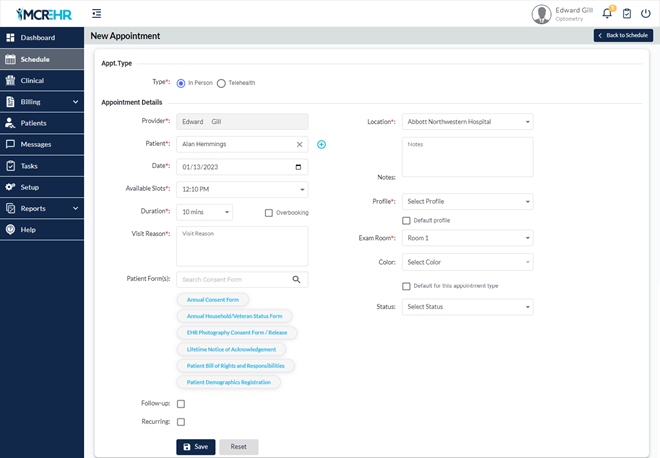 MCREHR
Edward Gill
Optometry
Dashboard
Schedule
Clinical
Billing
Patients
Messages
Tasks
Setup
Reports
Help
New Appointment
Back to Schedule
Appt.Type
Type*: In Person Telehealth
Appointment Details
Provider*: Edward Gill
Patient*: Alan Hemmings
Date*: 01/13/2023
Available Slots*: 12:10 PM
Duration*: 10 mins Overbooking
Visit Reason*: Visit Reason
Patient Form(s): Search Consent Form
Annual Consent Form
Annual Household/Veteran Status Form
EHR Photography Consent Form / Release
Lifetime Notice of Acknowledgement
Patient Bill of Rights and Responsibilities
Patient Demographics Registration
Follow-up:
Recurring:
Save Reset
Location*: Abbott Northwestern Hospital
Notes
Notes:
Profile*: Select Profile
Default profile
Exam Room*: Room 1
Color: Select Color
Default for this appointment type
Status: Select Status